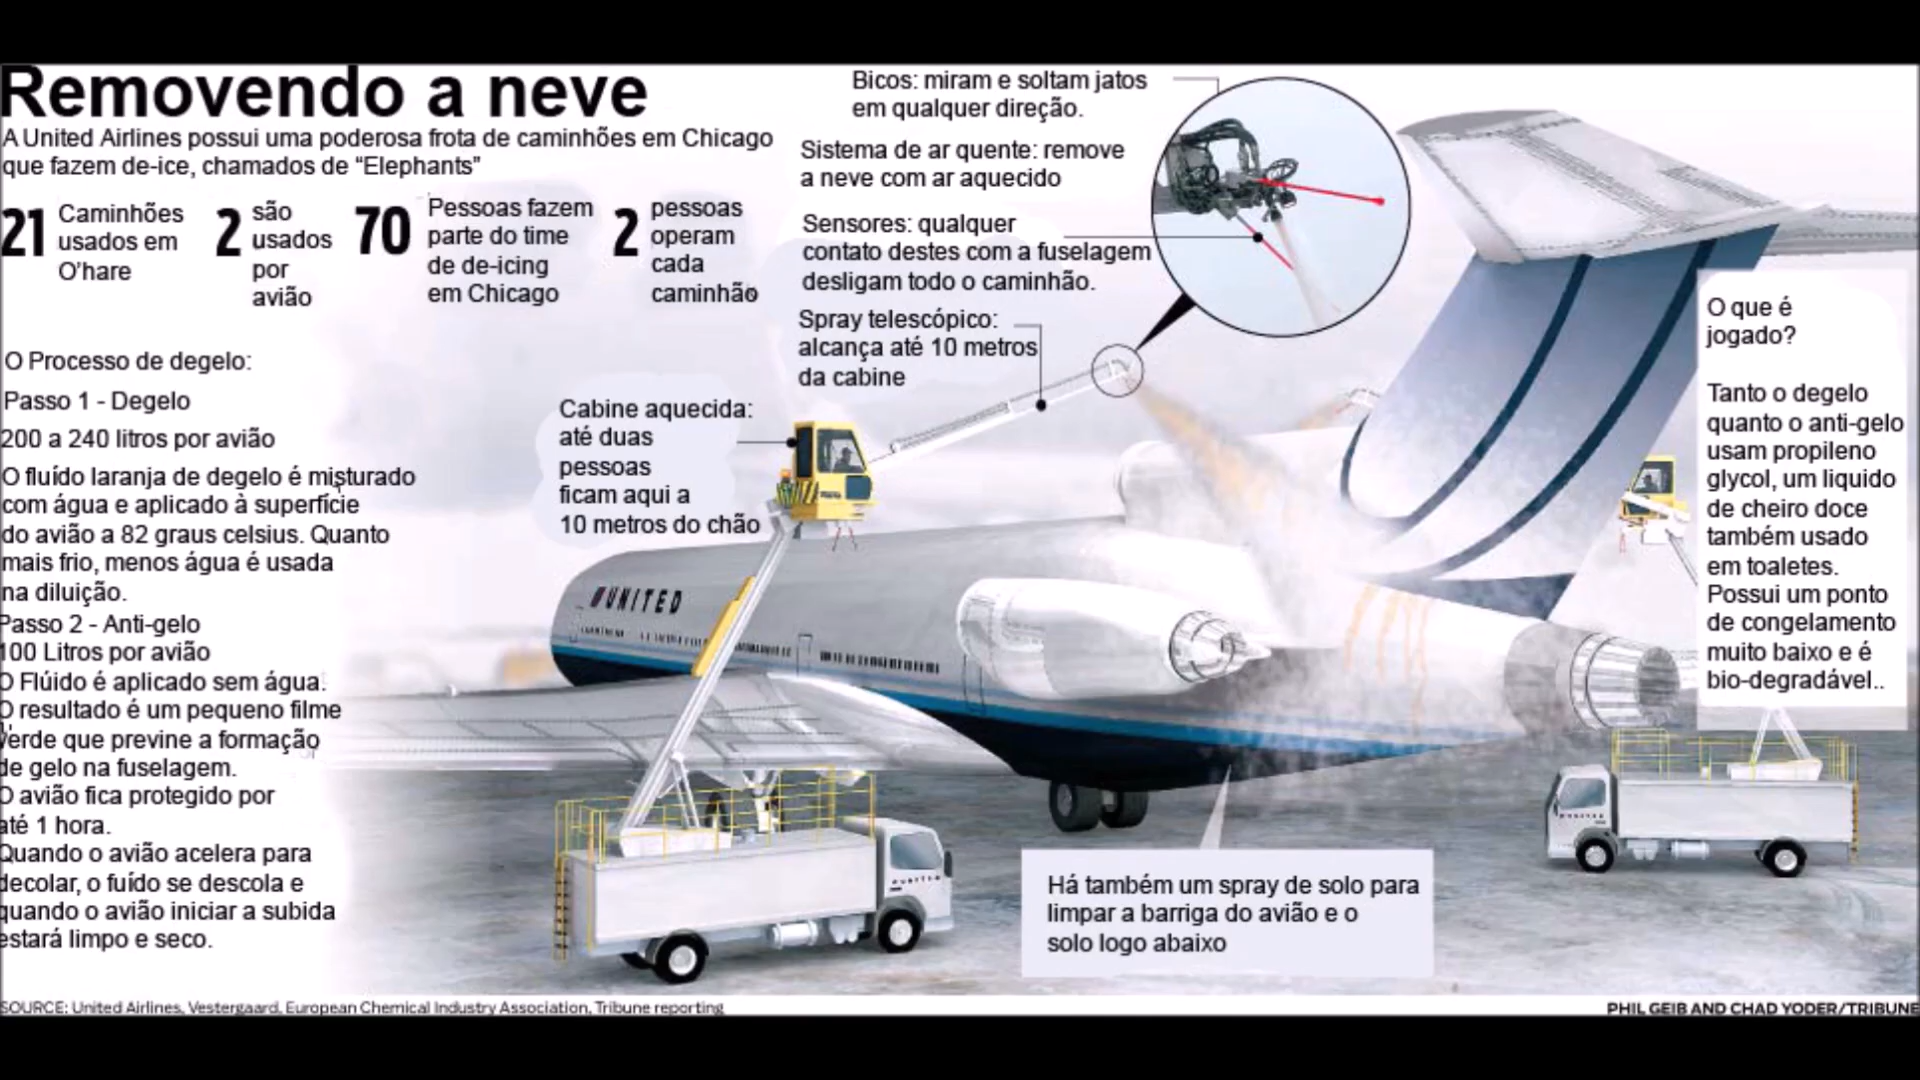 Removendo a neve
A United Airlines possui uma poderosa frota de caminhões em Chicago
que fazem de-ice, chamados de “Elephants”
21
Caminhões
usados em
O’hare
2
são
usados
por
avião
70
Pessoas fazem
parte do time
de de-icing
em Chicago
2
pessoas
operam
cada
caminhão
O Processo de degelo:
Passo 1 - Degelo
200 a 240 litros por avião
O fluído laranja de degelo é misturado
com água e aplicado à superfície
do avião a 82 graus celsius. Quanto
mais frio, menos água é usada
na diluição.
Passo 2 - Anti-gelo
100 Litros por avião
O Flúido é aplicado sem água.
O resultado é um pequeno filme
verde que previne a formação
de gelo na fuselagem.
O avião fica protegido por
até 1 hora.
Quando o avião acelera para
decolar, o fuído se descola e
quando o avião iniciar a subida
estará limpo e seco.
Bicos: miram e soltam jatos
em qualquer direção.
Sistema de ar quente: remove
a neve com ar aquecido
Sensores: qualquer
contato destes com a fuselagem
desligam todo o caminhão.
Spray telescópico:
alcança até 10 metros
da cabine
Cabine aquecida:
até duas
pessoas
ficam aqui a
10 metros do chão
UNITED
O que é
jogado?
Tanto o degelo
quanto o anti-gelo
usam propileno
glycol, um liquido
de cheiro doce
também usado
em toaletes.
Possui um ponto
de congelamento
muito baixo e é
bio-degradável..
UNITED
UNITED
Há também um spray de solo para
limpar a barriga do avião e o
solo logo abaixo
SOURCE: United Airlines, Vestergaard, European Chemical Industry Association, Tribune reporting
PHIL GEIB AND CHAD YODER/TRIBUNE